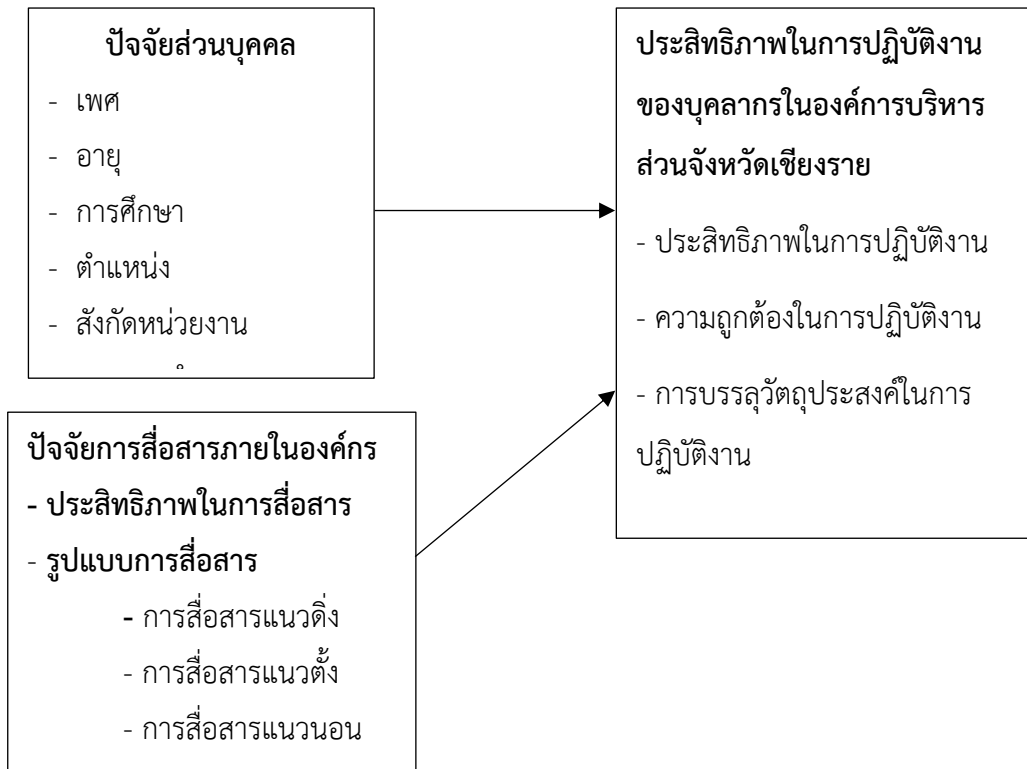 ปัจจัยส่วนบุคคล
- เพศ
- อายุ
- การศึกษา
- ตำแหน่ง
- สังกัดหน่วยงาน
ปัจจัยการสื่อสารภายในองค์กร
- ประสิทธิภาพในการสื่อสาร
- รูปแบบการสื่อสาร
- การสื่อสารแนวดิ่ง
- การสื่อสารแนวตั้ง
- การสื่อสารแนวนอน
ประสิทธิภาพในการปฏิบัติงาน
ของบุคลากรในองค์การบริหาร
ส่วนจังหวัดเชียงราย
- ประสิทธิภาพในการปฏิบัติงาน
- ความถูกต้องในการปฏิบัติงาน
- การบรรลุวัตถุประสงค์ในการ
ปฏิบัติงาน